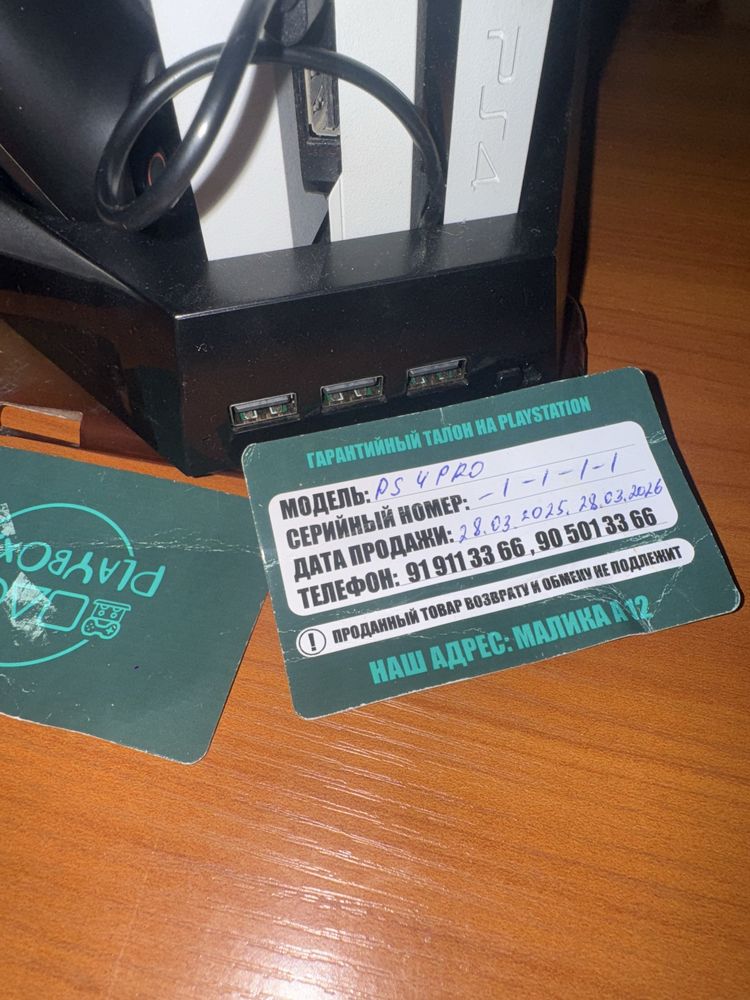 PS4
ГАРАНТИЙНЫЙ ТАЛОН НА PLAYSTATION
МОДЕЛЬ: PS 4 PRO
СЕРИЙНЫЙ НОМЕР: -1-1-1-1
ДАТА ПРОДАЖИ: 28.03.2025. 28.03.2026
ТЕЛЕФОН: 91 911 33 66 , 90 501 33 66
! ПРОДАННЫЙ ТОВАР ВОЗВРАТУ И ОБМЕНУ НЕ ПОДЛЕЖИТ
НАШ АДРЕС: МАЛИКА А 12
PLAYBOX